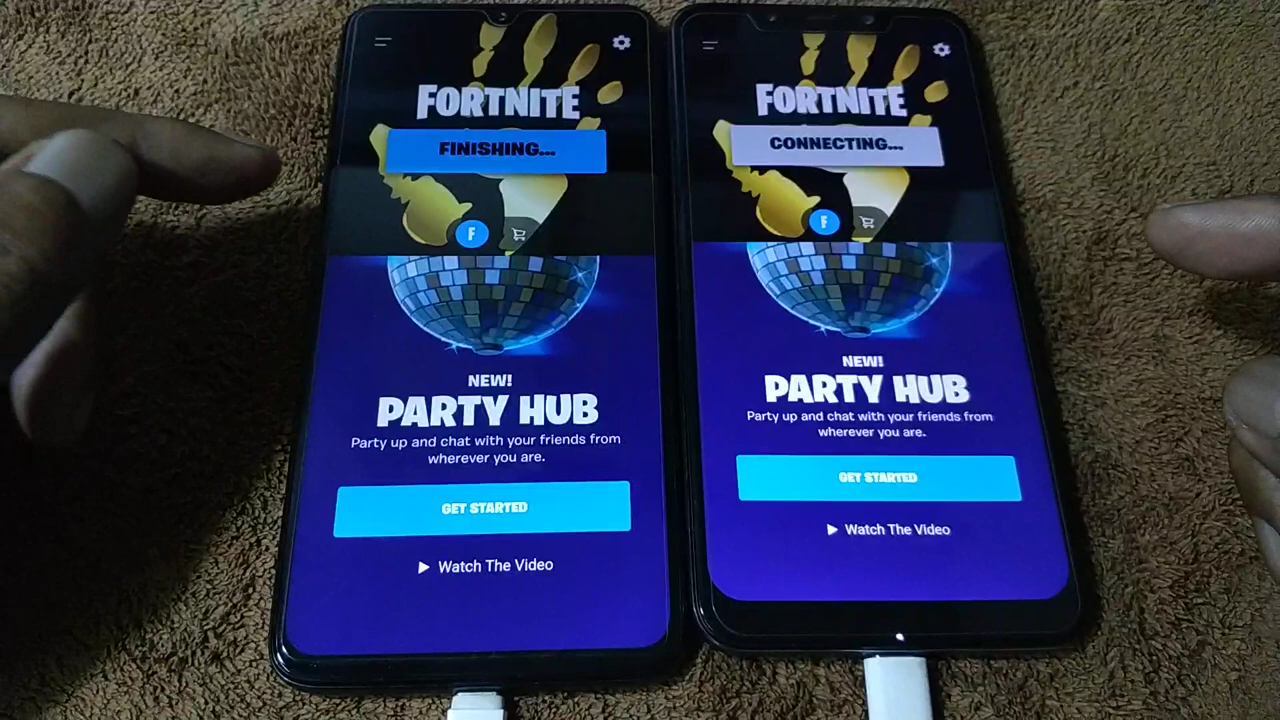 FORTNITE
FINISHING...
F
NEW!
PARTY HUB
Party up and chat with your friends from
wherever you are.
GET STARTED
Watch The Video
FORTNITE
CONNECTING...
F
NEW!
PARTY HUB
Party up and chat with your friends from
wherever you are.
GET STARTED
Watch The Video